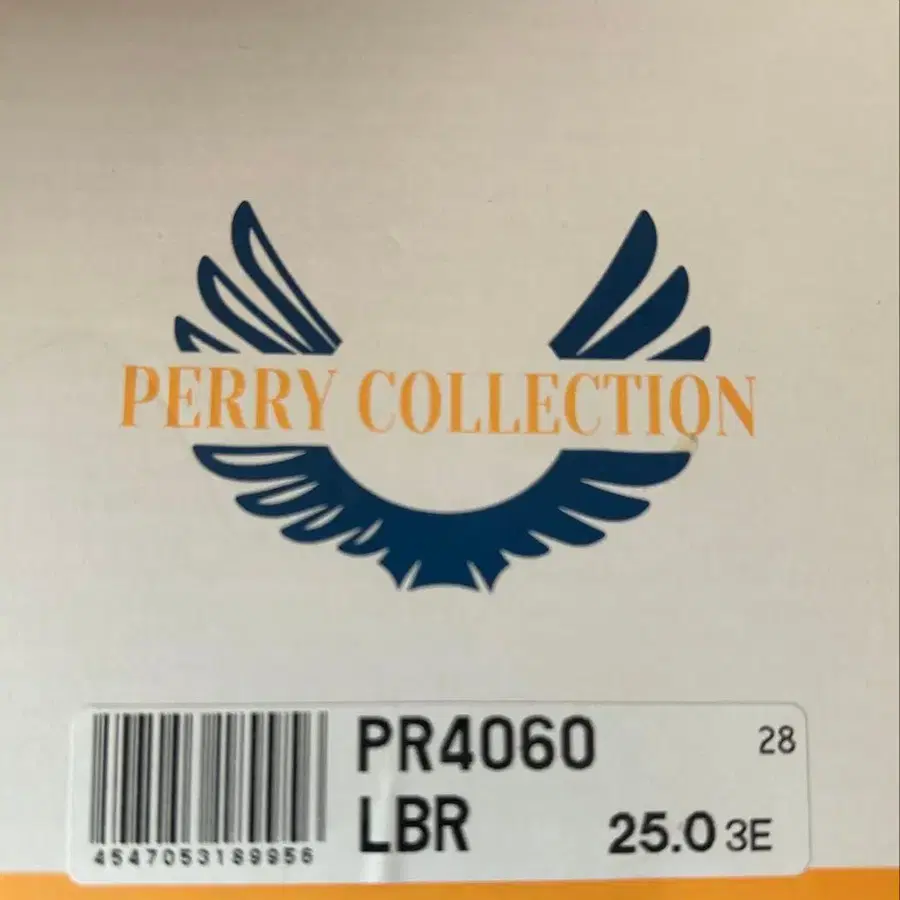 PERRY COLLECTION
PR4060
28
LBR
25.0 3E
4547053189956